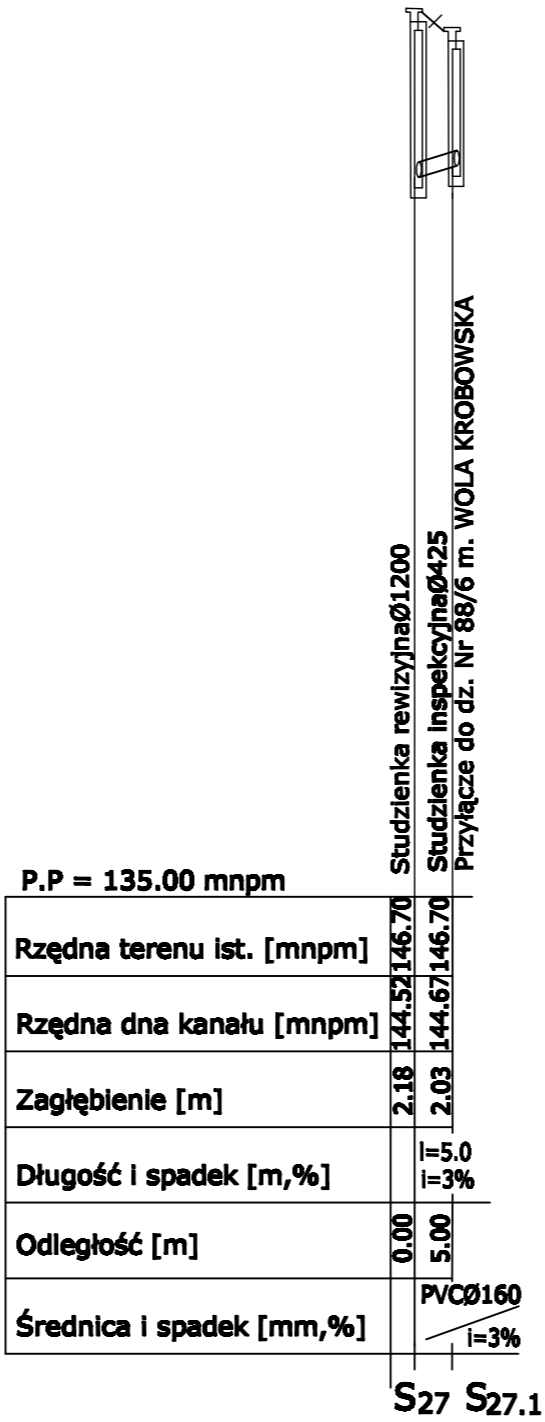 Studzienka rewizyjnaØ1200
Studzienka inspekcyjnaØ425
Przyłącze do dz. Nr 88/6 m. WOLA KROBOWSKA
P.P = 135.00 mnpm
Rzędna terenu ist. [mnpm] 146.70 146.70
Rzędna dna kanału [mnpm] 144.52 144.67
Zagłębienie [m] 2.18 2.03
Długość i spadek [m,%] l=5.0
i=3%
Odległość [m] 0.00 5.00
Średnica i spadek [mm,%] PVCØ160
i=3%
S27 S27.1